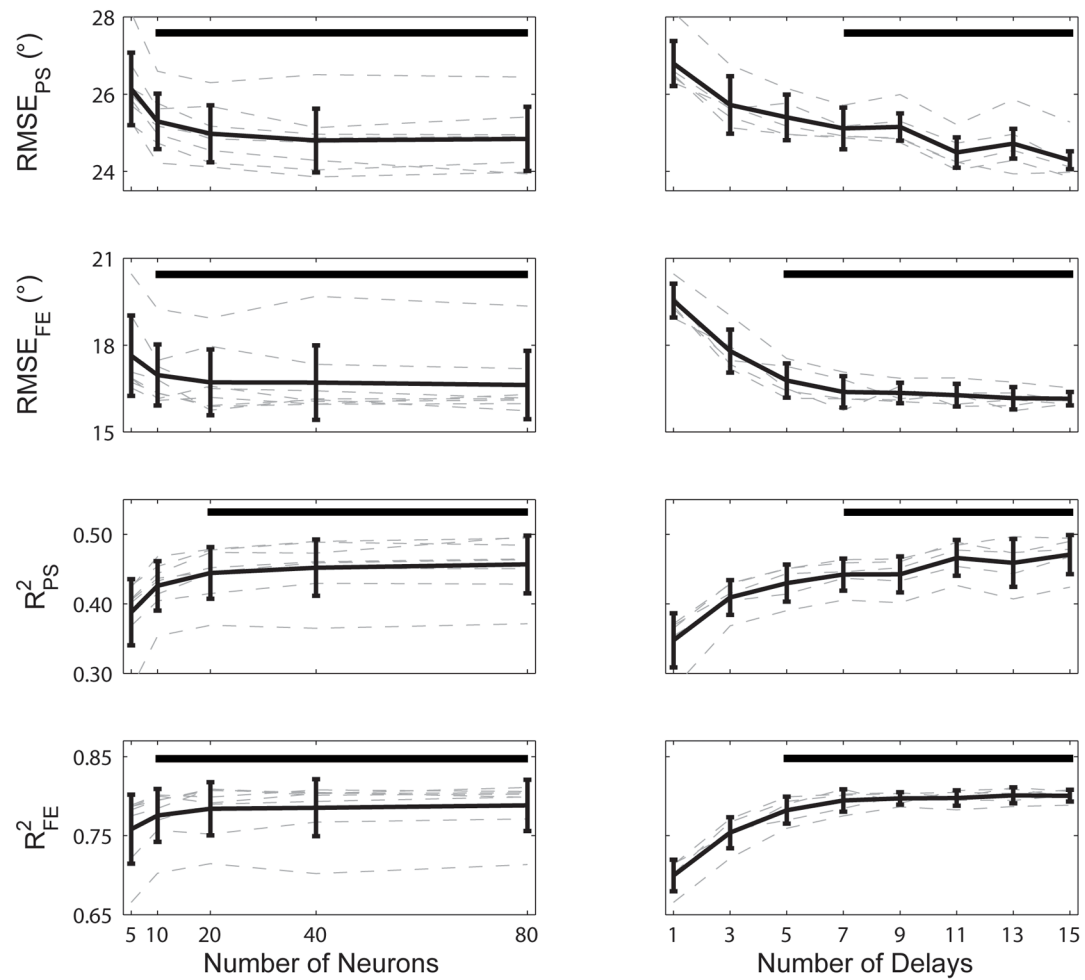 RMSE_PS (°)
28
26
24
RMSE_FE (°)
21
18
15
R²_PS
0.50
0.40
0.30
R²_FE
0.85
0.75
0.65
5 10 20 40 80
1 3 5 7 9 11 13 15
Number of Neurons
Number of Delays